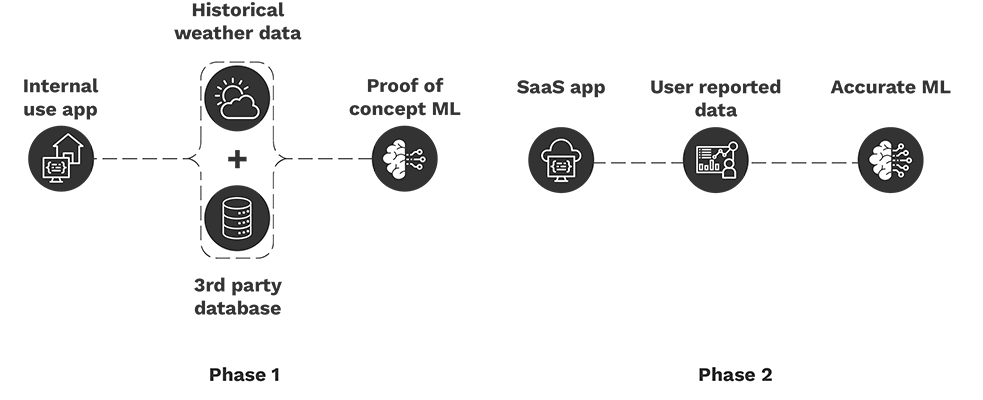 Historical
weather data
Internal
use app
+
Proof of
concept ML
3rd party
database
Phase 1
SaaS app
User reported
data
Accurate ML
Phase 2